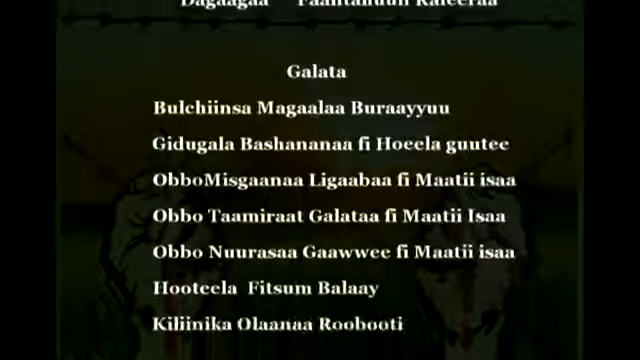 Galata
Bulchiinsa Magaalaa Buraayyuu
Gidugala Bashananaa fi Hoeela guutee
ObboMisgaanaa Ligaabaa fi Maatii isaa
Obbo Taamiraat Galataa fi Maatii Isaa
Obbo Nuurasaa Gaawwee fi Maatii isaa
Hooteela Fitsum Balaay
Kiliinika Olaanaa Roobooti